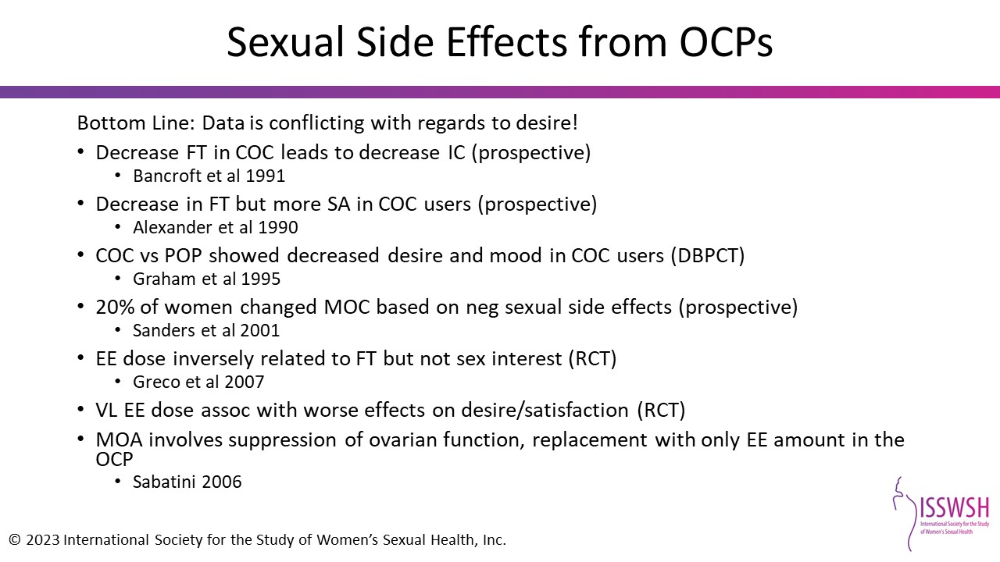 Sexual Side Effects from OCPs
Bottom Line: Data is conflicting with regards to desire!
• Decrease FT in COC leads to decrease IC (prospective)
• Bancroft et al 1991
• Decrease in FT but more SA in COC users (prospective)
• Alexander et al 1990
• COC vs POP showed decreased desire and mood in COC users (DBPCT)
• Graham et al 1995
• 20% of women changed MOC based on neg sexual side effects (prospective)
• Sanders et al 2001
• EE dose inversely related to FT but not sex interest (RCT)
• Greco et al 2007
• VL EE dose assoc with worse effects on desire/satisfaction (RCT)
• MOA involves suppression of ovarian function, replacement with only EE amount in the
OCP
• Sabatini 2006
ISSWSH
International Society for the Study
of Women's Sexual Health
© 2023 International Society for the Study of Women’s Sexual Health, Inc.